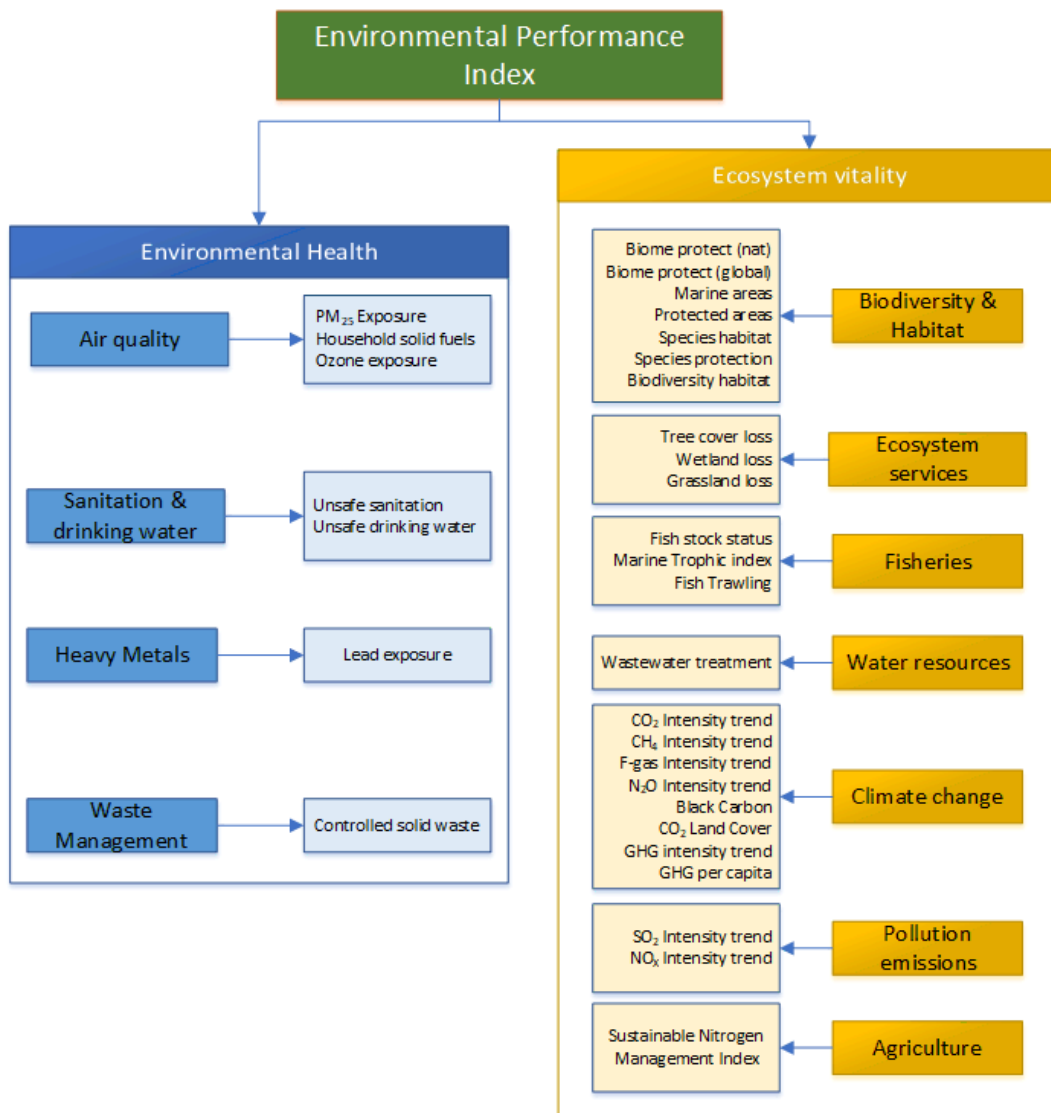 Environmental Performance
Index
Environmental Health
Air quality
PM₂₅ Exposure
Household solid fuels
Ozone exposure
Sanitation &
drinking water
Unsafe sanitation
Unsafe drinking water
Heavy Metals
Lead exposure
Waste
Management
Controlled solid waste
Ecosystem vitality
Biome protect (nat)
Biome protect (global)
Marine areas
Protected areas
Species habitat
Species protection
Biodiversity habitat
Biodiversity &
Habitat
Tree cover loss
Wetland loss
Grassland loss
Ecosystem
services
Fish stock status
Marine Trophic index
Fish Trawling
Fisheries
Wastewater treatment
Water resources
CO₂ Intensity trend
CH₄ Intensity trend
F-gas Intensity trend
N₂O Intensity trend
Black Carbon
CO₂ Land Cover
GHG intensity trend
GHG per capita
Climate change
SO₂ Intensity trend
NOₓ Intensity trend
Pollution
emissions
Sustainable Nitrogen
Management Index
Agriculture